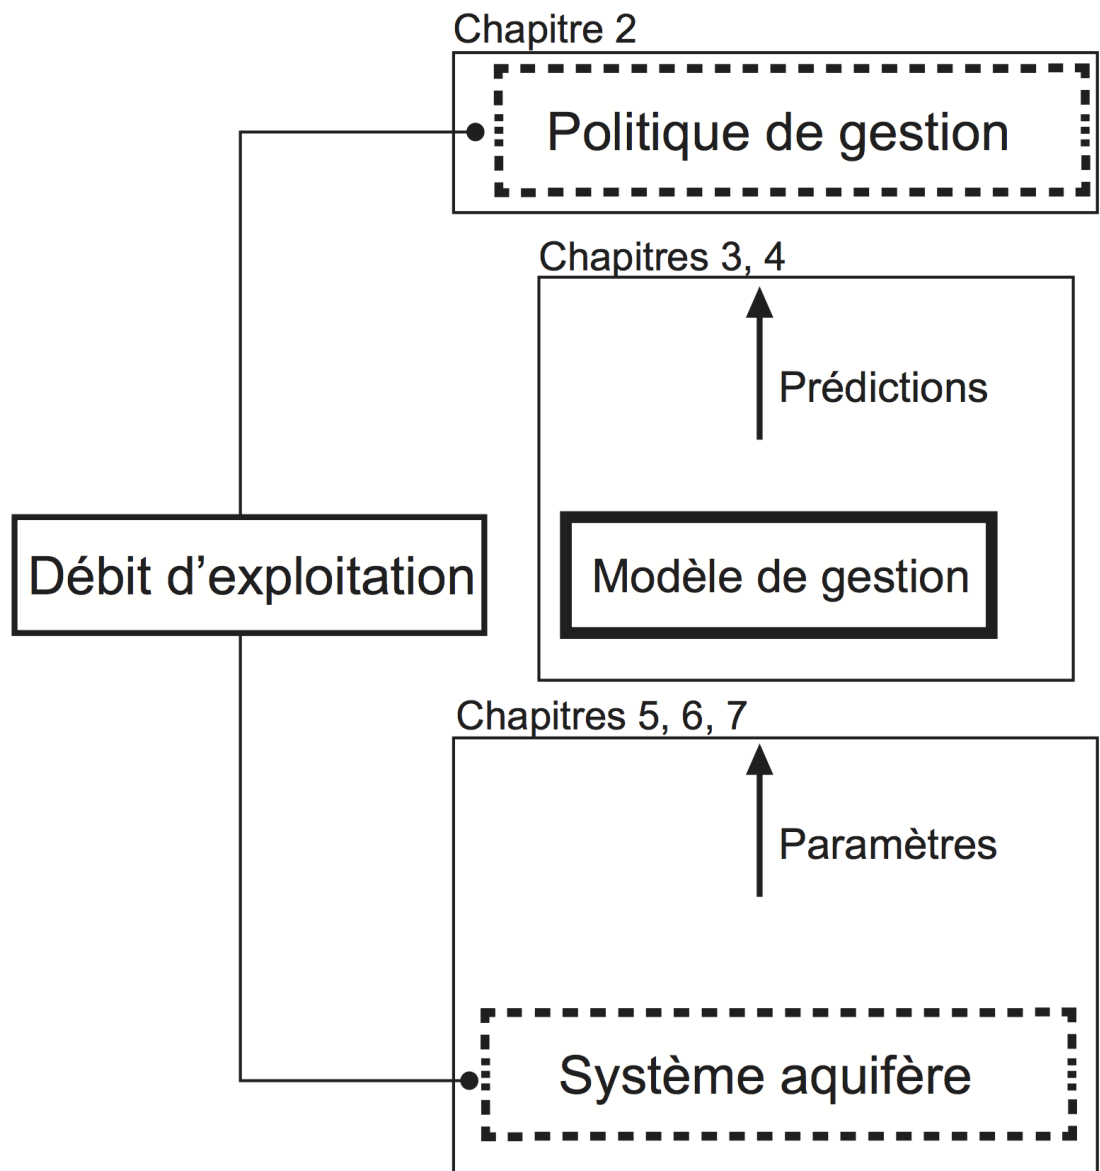 Chapitre 2
Politique de gestion
Chapitres 3, 4
Prédictions
Débit d'exploitation
Modèle de gestion
Chapitres 5, 6, 7
Paramètres
Système aquifère